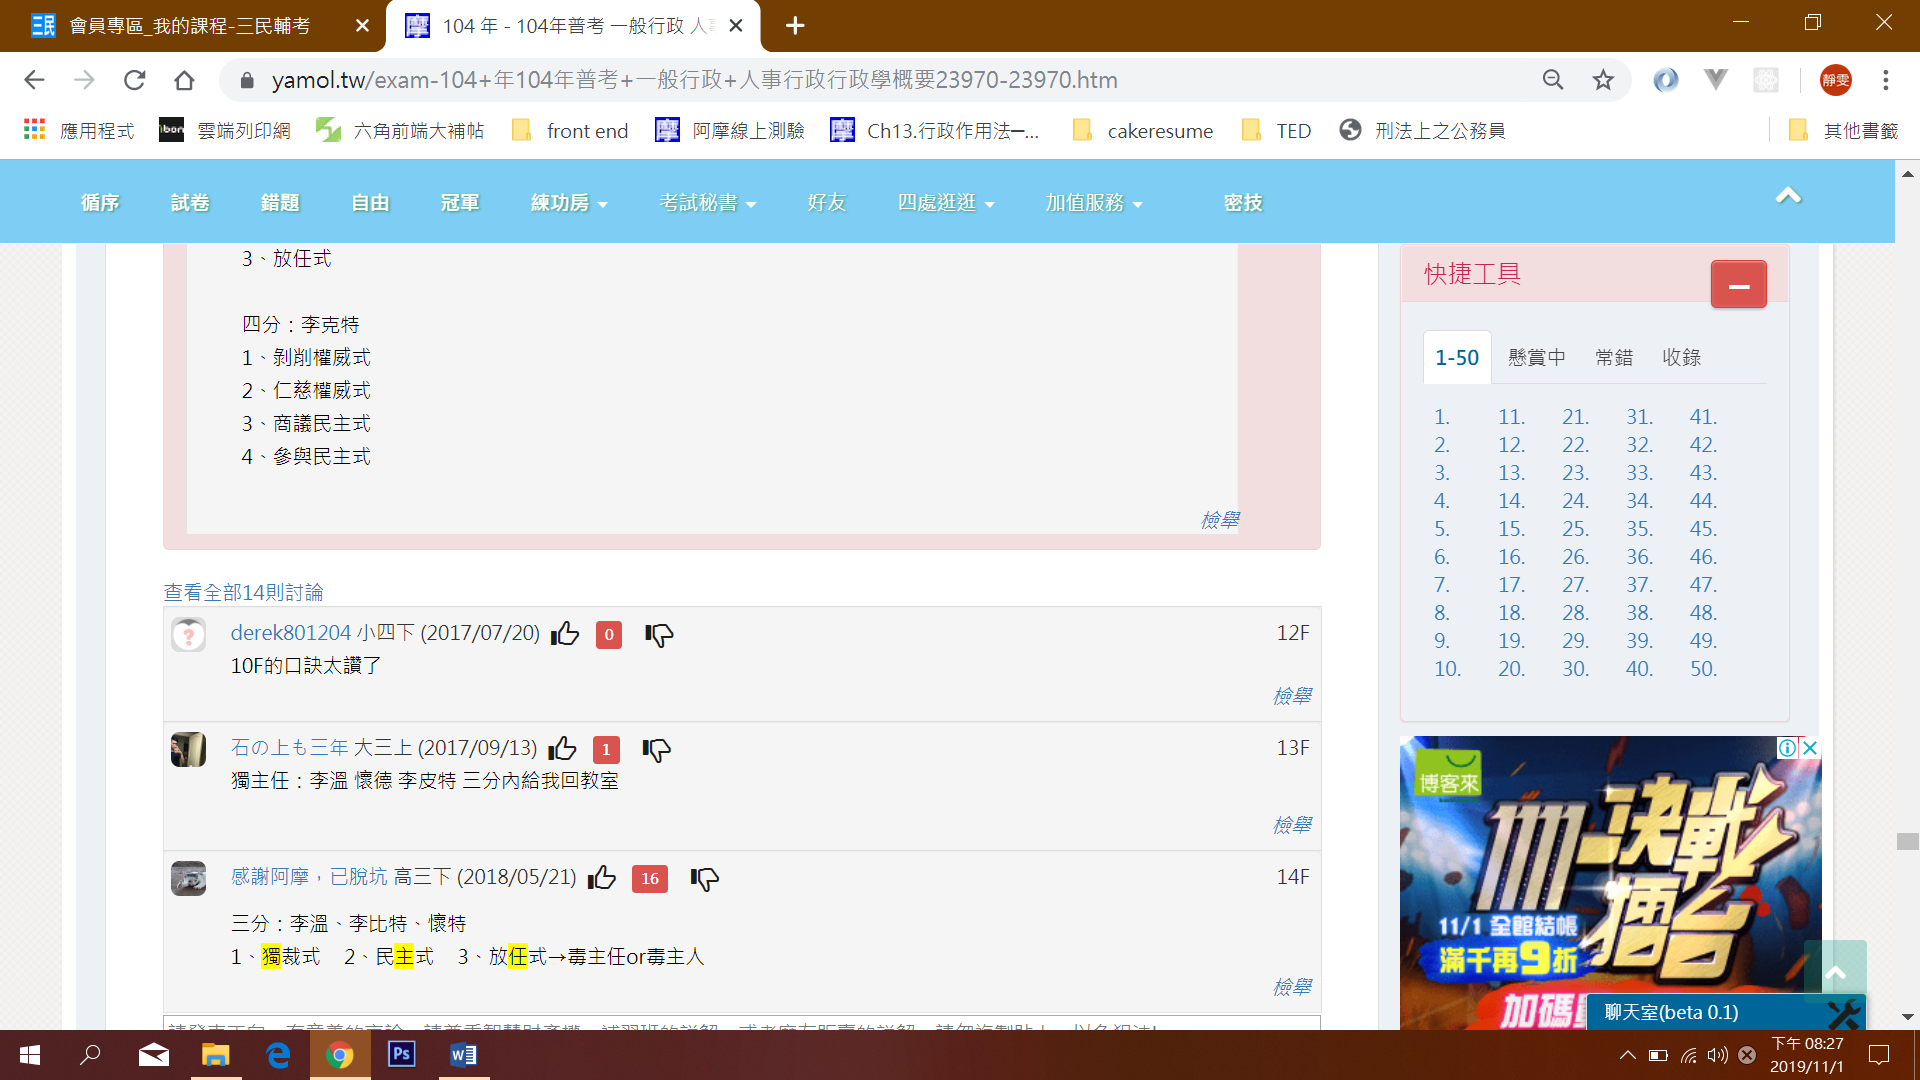 會員專區_我的課程-三民輔考
104 年 - 104年普考 一般行政 人
yamol.tw/exam-104+年104年普考+一般行政+人事行政行政學概要23970-23970.htm
靜雯
應用程式
ibon
雲端列印網
六角前端大補帖
front end
阿摩線上測驗
Ch13.行政作用法─...
cakeresume
TED
刑法上之公務員
其他書籤
循序 試卷 錯題 自由 冠軍 練功房 考試秘書 好友 四處逛逛 加值服務 密技
3、放任式
四分：李克特
1、剝削權威式
2、仁慈權威式
3、商議民主式
4、參與民主式
檢舉
查看全部14則討論
derek801204 小四下 (2017/07/20) 0 12F
10F的口訣太讚了
檢舉
石の上も三年 大三上 (2017/09/13) 1 13F
獨主任：李溫 懷德 李皮特 三分內給我回教室
檢舉
感謝阿摩，已脫坑 高三下 (2018/05/21) 16 14F
三分：李溫、李比特、懷特
1、獨裁式 2、民主式 3、放任式→毒主任or毒主人
檢舉
快捷工具
1-50 懸賞中 常錯 收錄
1. 11. 21. 31. 41.
2. 12. 22. 32. 42.
3. 13. 23. 33. 43.
4. 14. 24. 34. 44.
5. 15. 25. 35. 45.
6. 16. 26. 36. 46.
7. 17. 27. 37. 47.
8. 18. 28. 38. 48.
9. 19. 29. 39. 49.
10. 20. 30. 40. 50.
博客來
決戰
擂台
11/1 全館結帳
滿千再9折
加碼
聊天室(beta 0.1)
Ps
下午 08:27
2019/11/1